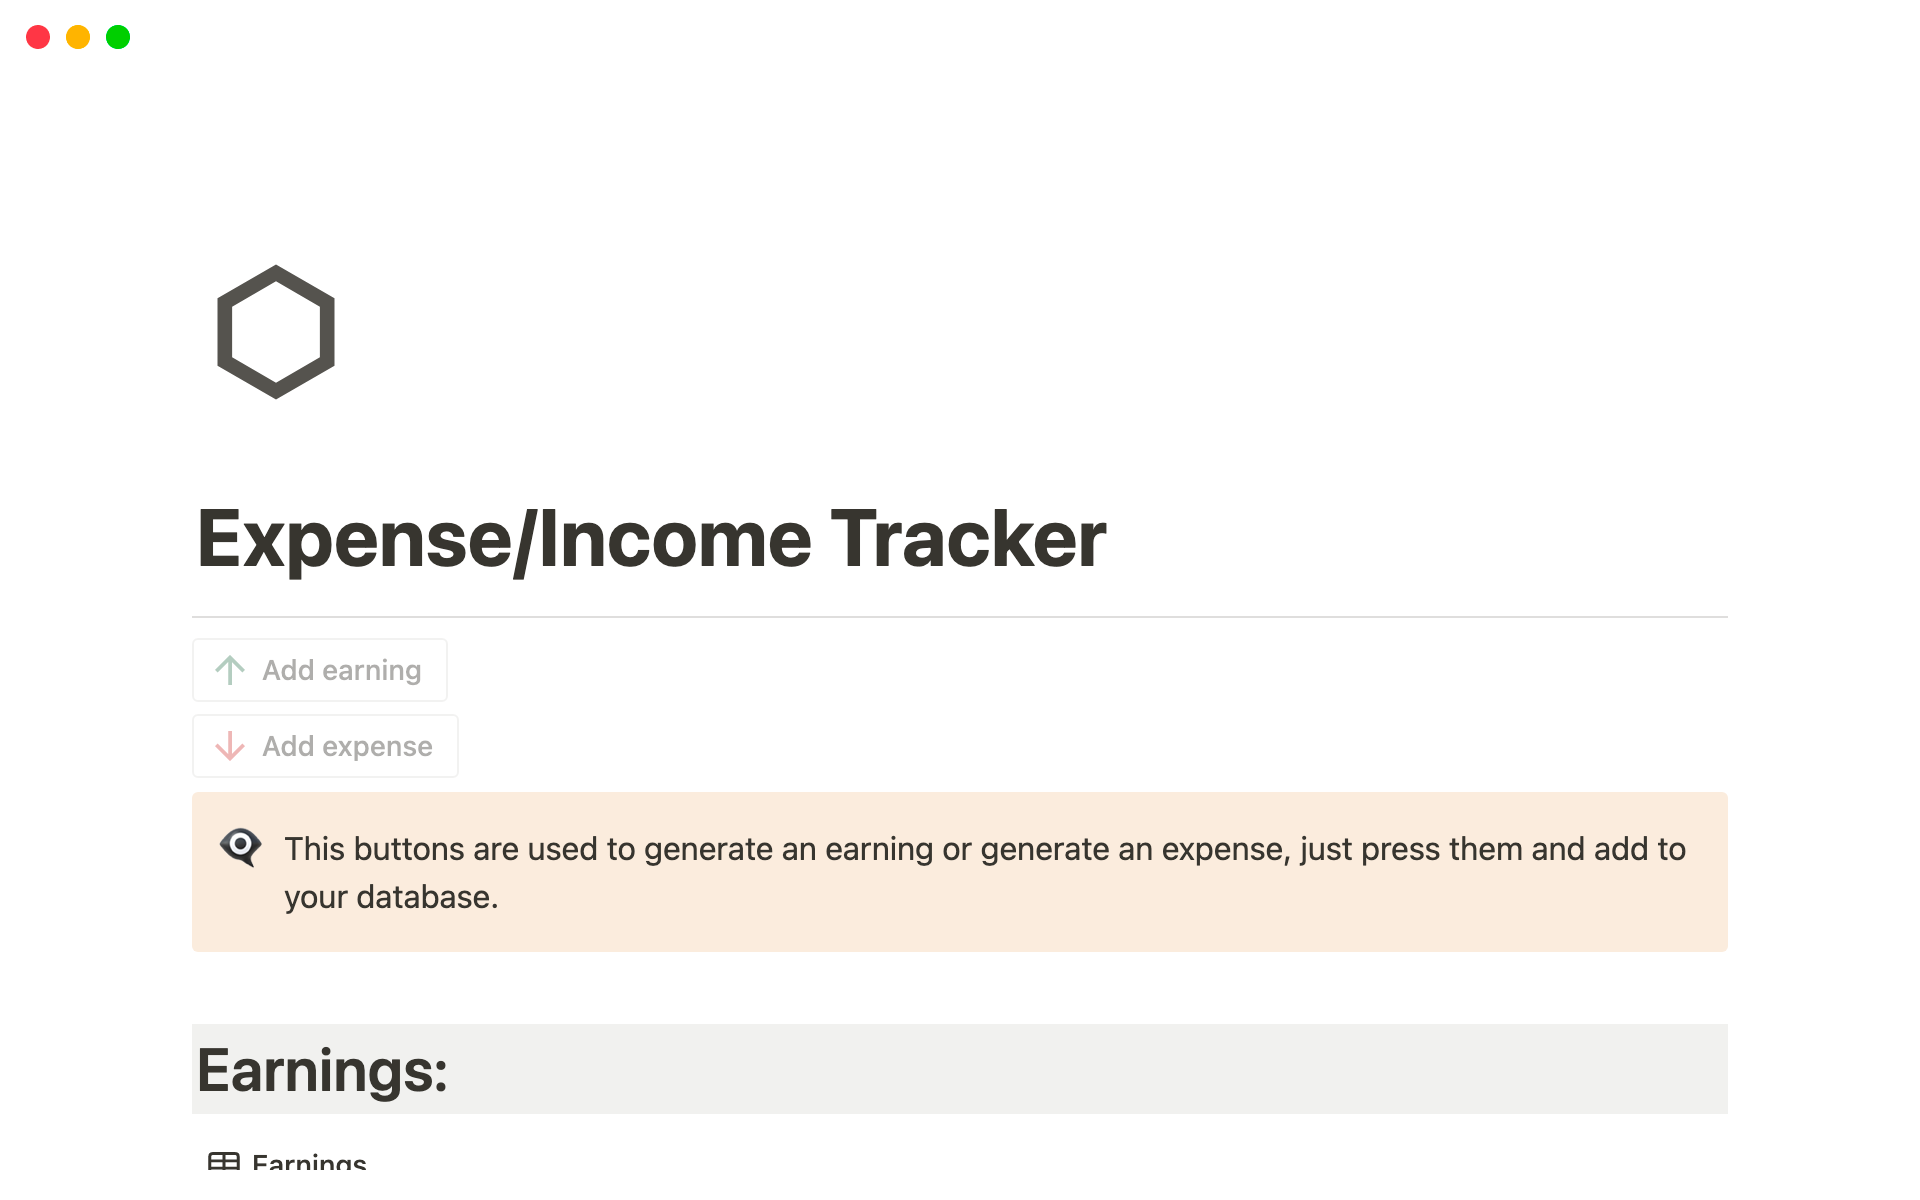 Expense/Income Tracker
Add earning
Add expense
This buttons are used to generate an earning or generate an expense, just press them and add to
your database.
Earnings:
Earnings